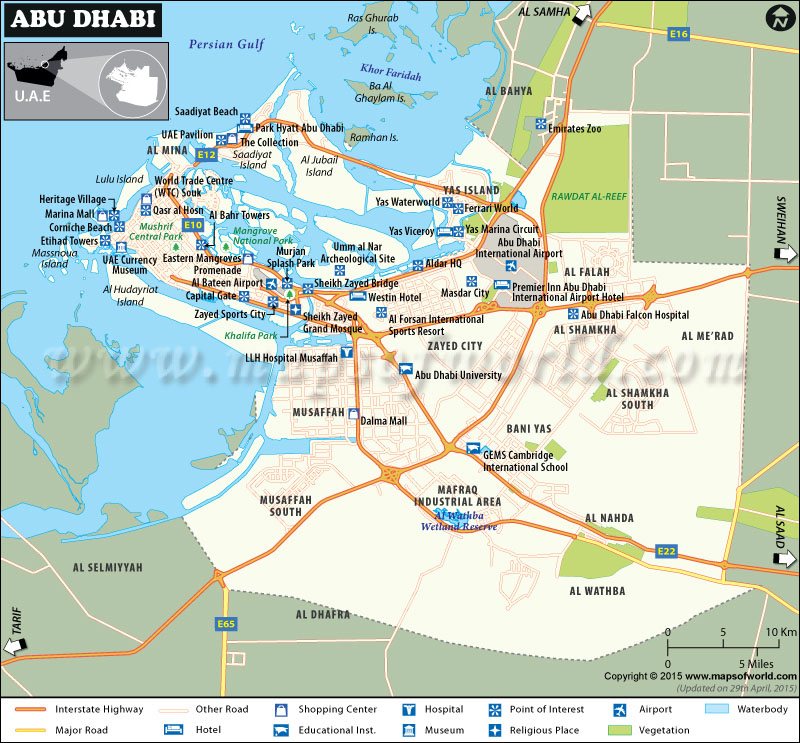 ABU DHABI
U.A.E
Persian Gulf
Ras Ghurab
Is.
Khor Faridah
Ba Al
Ghaylam Is.
Ramhan Is.
AL SAMHA
N
E16
AL BAHYA
Emirates Zoo
RAWDAT AL-REEF
SWEIHAN
Saadiyat Beach
Park Hyatt Abu Dhabi
UAE Pavilion
The Collection
AL MINA
E12
Saadiyat
Island
Al Jubail
Island
Lulu Island
World Trade Centre
(WTC) Souk
Heritage Village
Marina Mall
Qasr al Hosn
Corniche Beach
Mushrif
Central Park
E10
Al Bahr Towers
Mangrove
National Park
Etihad Towers
Massnoua
Island
UAE Currency
Museum
Eastern Mangroves
Promenade
Murjan
Splash Park
Umm al Nar
Archeological Site
YAS ISLAND
Yas Waterworld
Ferrari World
Yas Viceroy
Yas Marina Circuit
Abu Dhabi
International Airport
Aldar HQ
Al Hudayriat
Island
Al Bateen Airport
Sheikh Zayed Bridge
Capital Gate
Westin Hotel
Masdar City
Premier Inn Abu Dhabi
International Airport Hotel
AL FALAH
Zayed Sports City
Sheikh Zayed
Grand Mosque
Khalifa Park
Al Forsan International
Sports Resort
Abu Dhabi Falcon Hospital
AL SHAMKHA
AL ME'RAD
ZAYED CITY
LLH Hospital Musaffah
www.mapsofworld.com
Abu Dhabi University
AL SHAMKHA
SOUTH
MUSAFFAH
Dalma Mall
BANI YAS
GEMS Cambridge
International School
MUSAFFAH
SOUTH
MAFRAQ
INDUSTRIAL AREA
Al Wathba
Wetland Reserve
AL NAHDA
AL SAAD
E22
AL SELMIYYAH
AL WATHBA
AL DHAFRA
E65
TARIF
0 5 10 Km
0 5 Miles
Copyright © 2015 www.mapsofworld.com
(Updated on 29th April, 2015)
Interstate Highway Other Road Shopping Center Hospital Point of Interest Airport Waterbody
Major Road Hotel Educational Inst. Museum Religious Place Vegetation